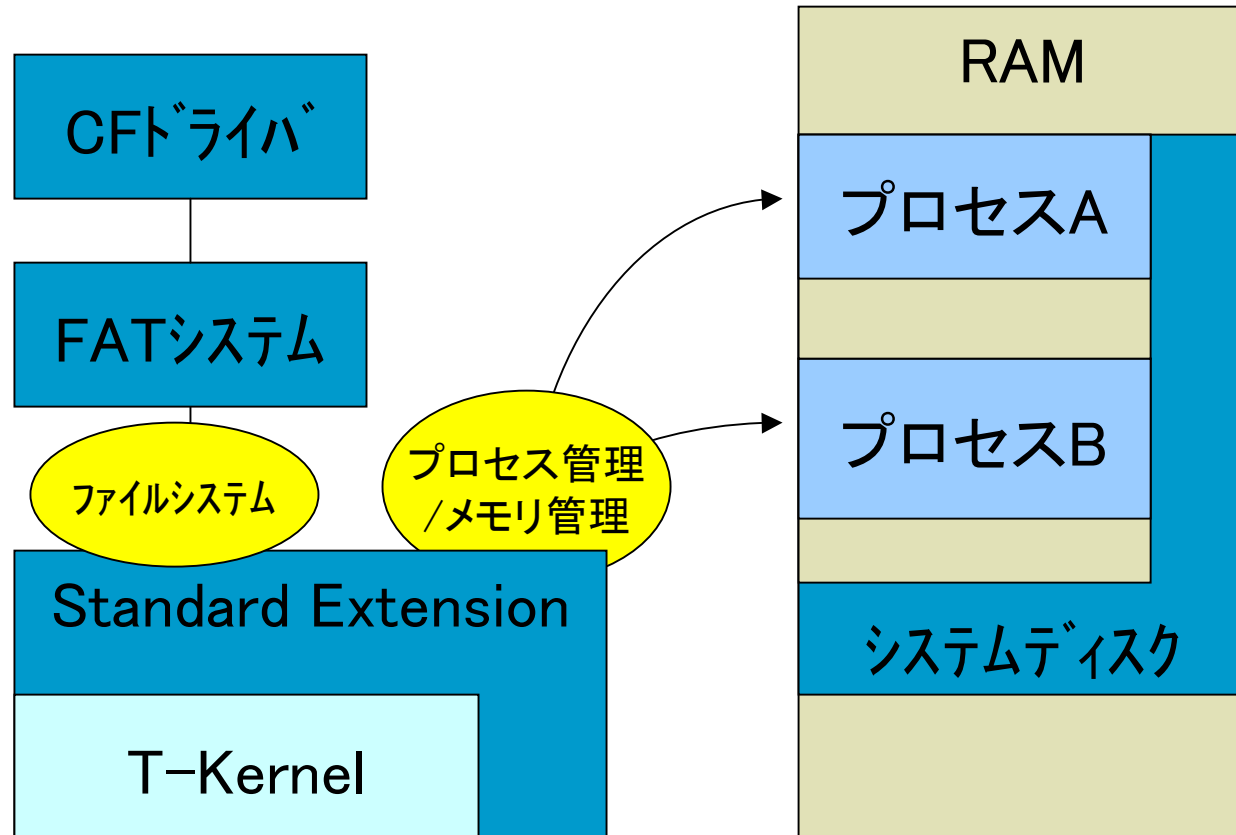 CFドライバ
FATシステム
ファイルシステム
プロセス管理
/メモリ管理
Standard Extension
T-Kernel
RAM
プロセスA
プロセスB
システムディスク